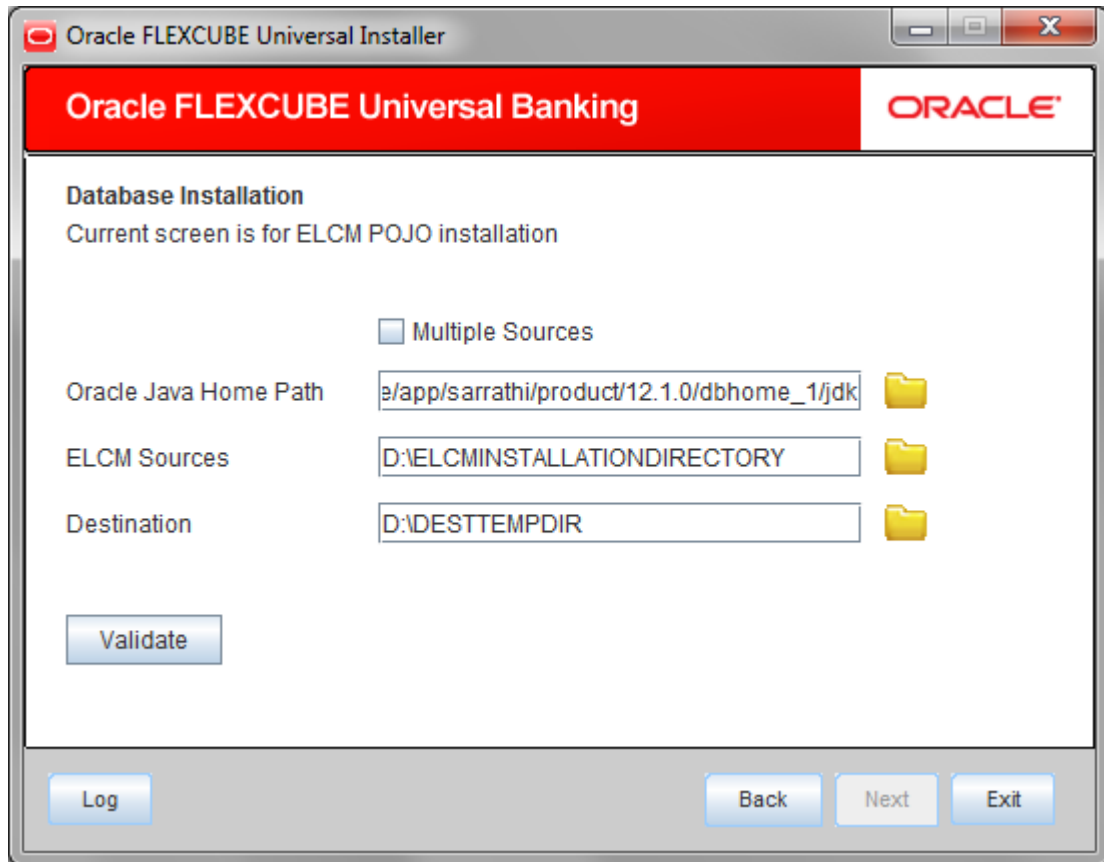 Oracle FLEXCUBE Universal Installer
Oracle FLEXCUBE Universal Banking
ORACLE
Database Installation
Current screen is for ELCM POJO installation
Multiple Sources
Oracle Java Home Path e/app/sarrathi/product/12.1.0/dbhome_1/jdk
ELCM Sources D:\ELCMINSTALLATIONDIRECTORY
Destination D:\DESTTEMPDIR
Validate
Log Back Next Exit